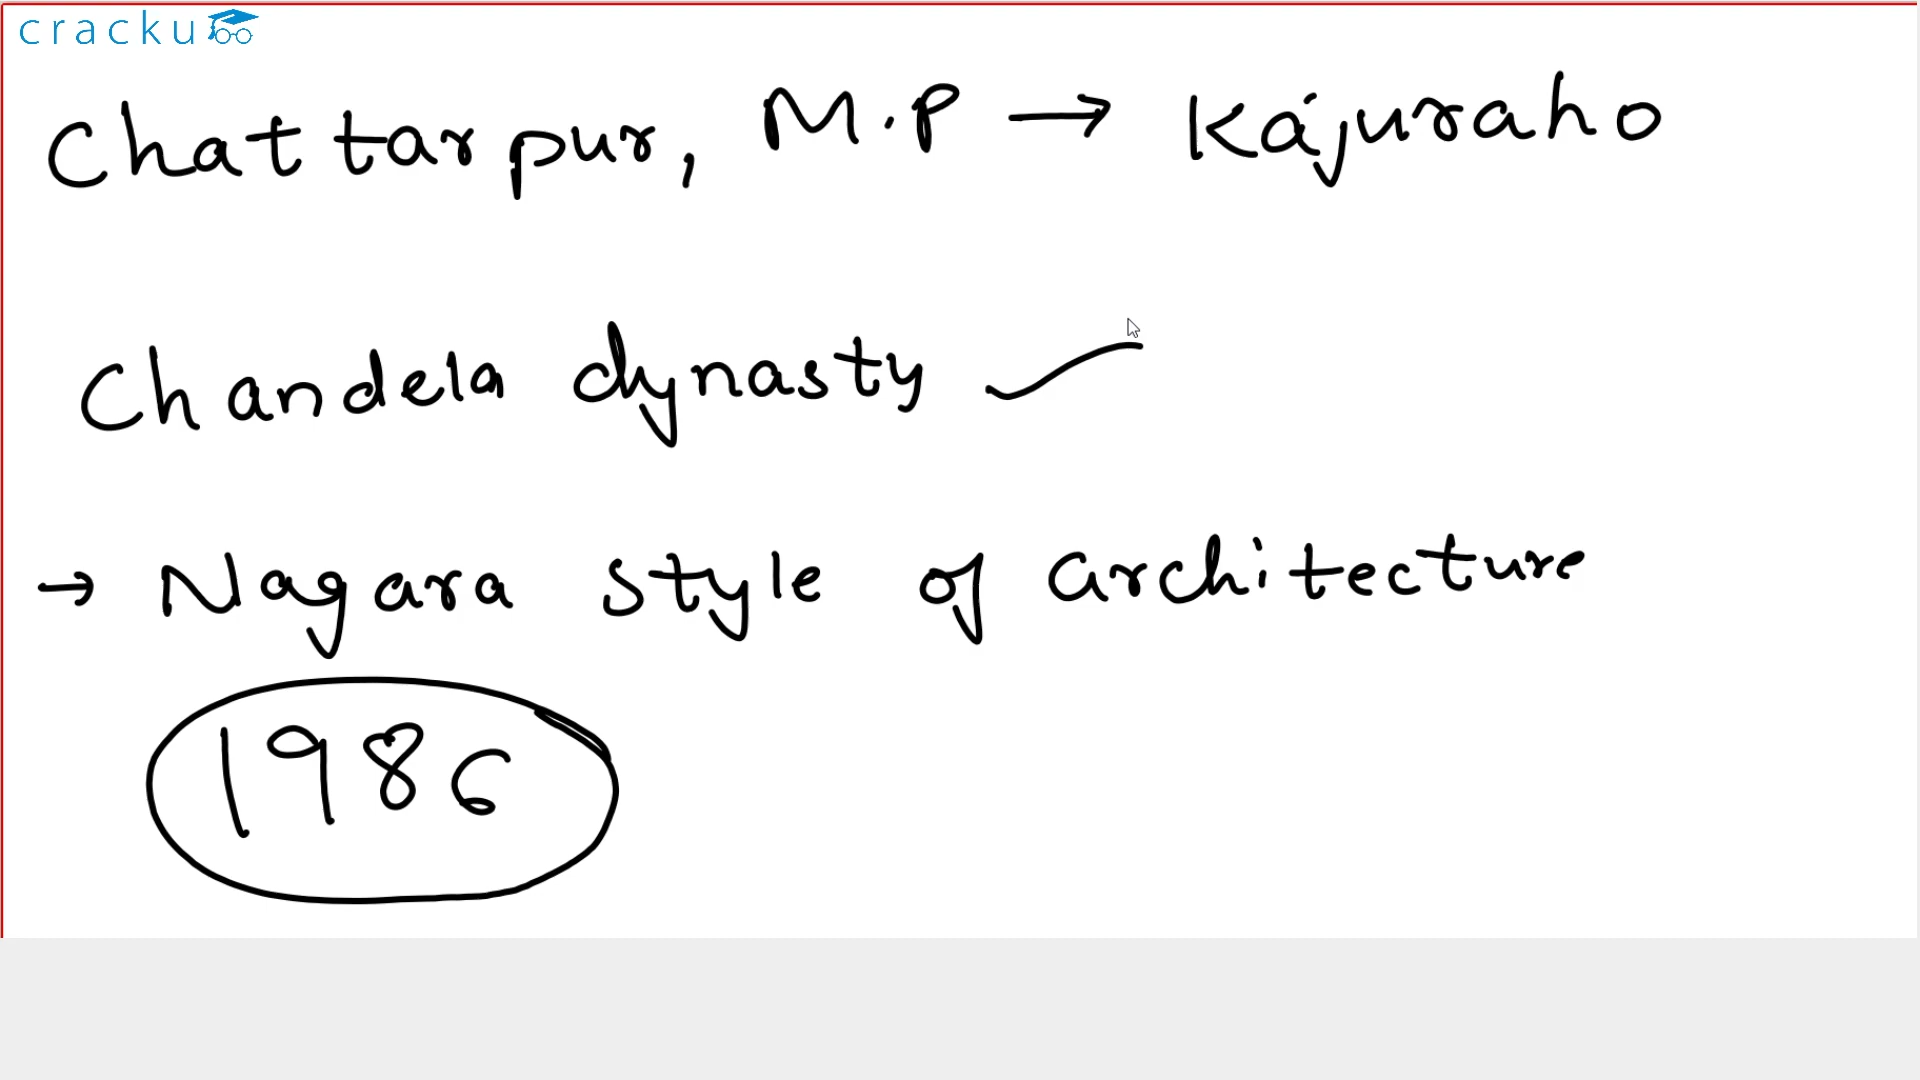 cracku
Chattarpur, M.P → Kajuraho
Chandela dynasty
→ Nagara style of architecture
1986